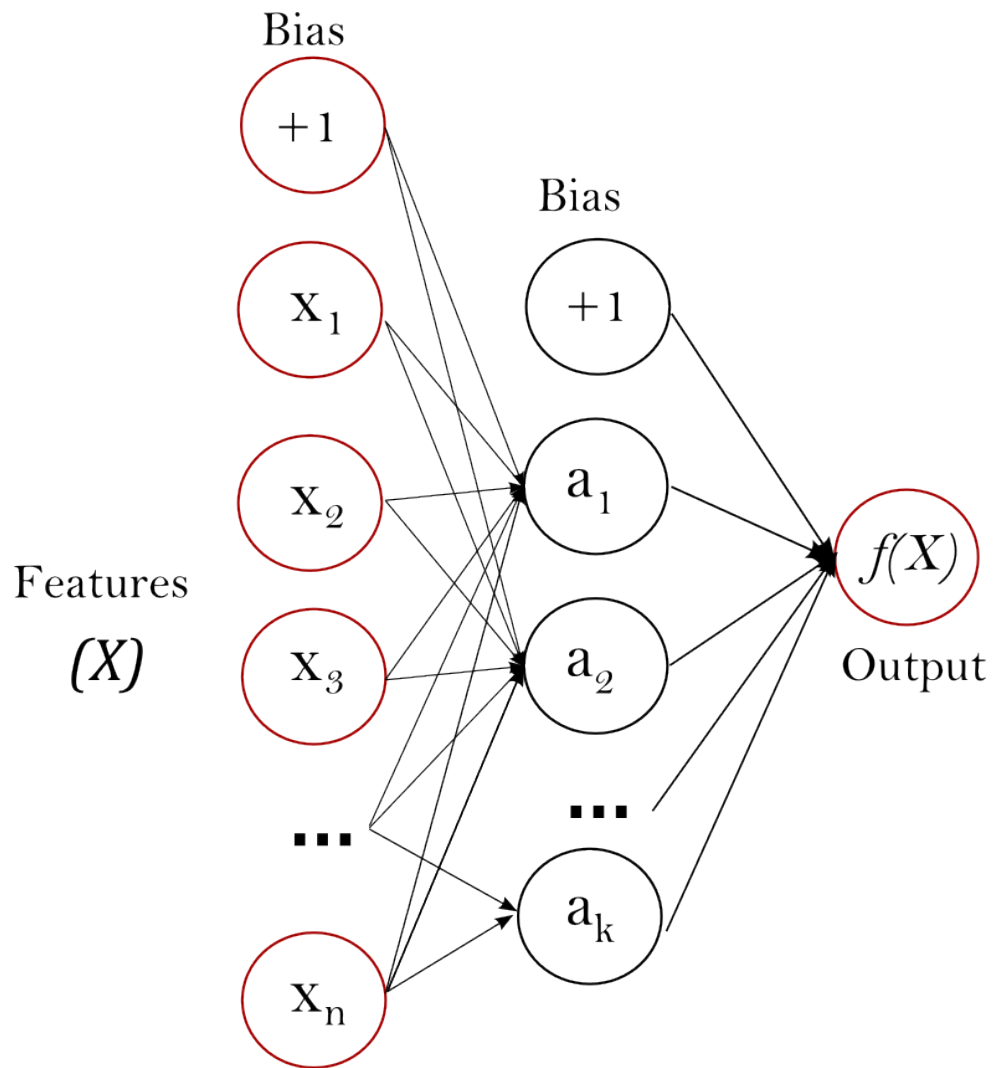 Bias
+1
x₁
x₂
x₃
...
xₙ
Features
(X)
Bias
+1
a₁
a₂
...
aₖ
f(X)
Output